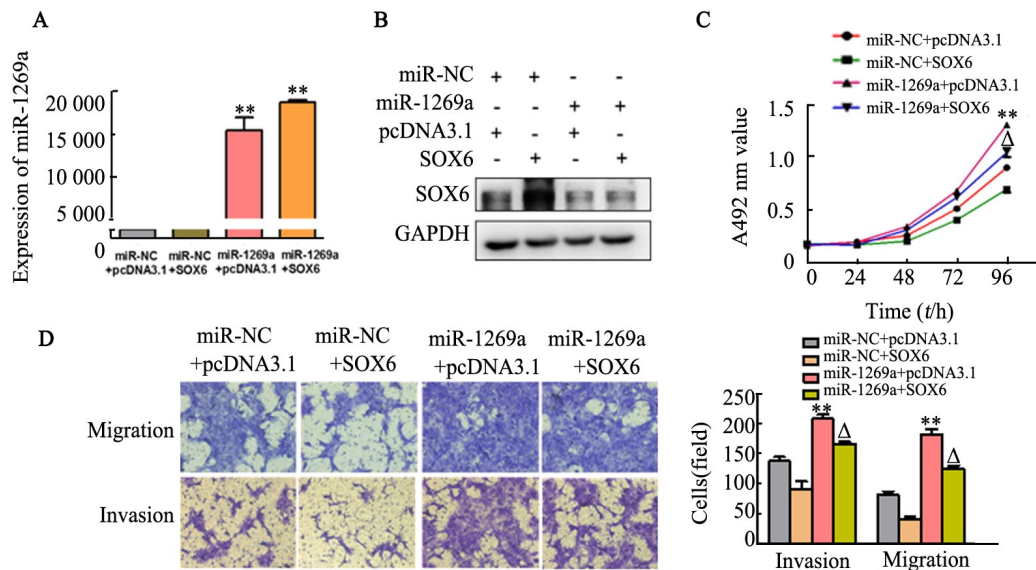 A
Expression of miR-1269a
20 000
15 000
5 000
0
**
**
miR-NC
+pcDNA3.1
miR-NC
+SOX6
miR-1269a
+pcDNA3.1
miR-1269a
+SOX6
B
miR-NC + + - -
miR-1269a - - + +
pcDNA3.1 + - + -
SOX6 - + - +
SOX6
GAPDH
C
miR-NC+pcDNA3.1
miR-NC+SOX6
miR-1269a+pcDNA3.1
miR-1269a+SOX6
A492 nm value
1.5
1.0
0.5
0
**
Δ
0 24 48 72 96
Time (t/h)
D
miR-NC
+pcDNA3.1
miR-NC
+SOX6
miR-1269a
+pcDNA3.1
miR-1269a
+SOX6
Migration
Invasion
miR-NC+pcDNA3.1
miR-NC+SOX6
miR-1269a+pcDNA3.1
miR-1269a+SOX6
Cells(field)
250
200
150
100
50
0
**
Δ
**
Δ
Invasion Migration